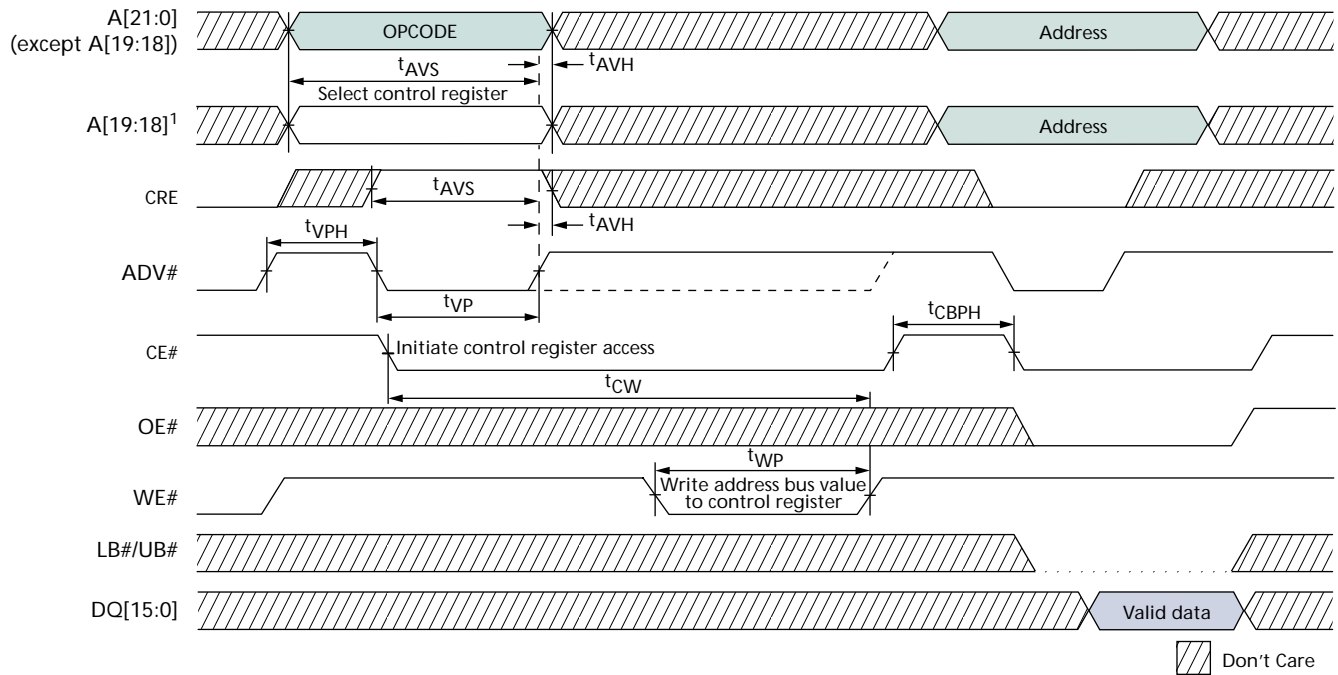 A[21:0]
(except A[19:18])
OPCODE
Address
tAVS
tAVH
Select control register
A[19:18]1
Address
CRE
tAVS
tAVH
tVPH
ADV#
tVP
tCBPH
CE#
Initiate control register access
tCW
OE#
tWP
WE#
Write address bus value
to control register
LB#/UB#
DQ[15:0]
Valid data
Don't Care